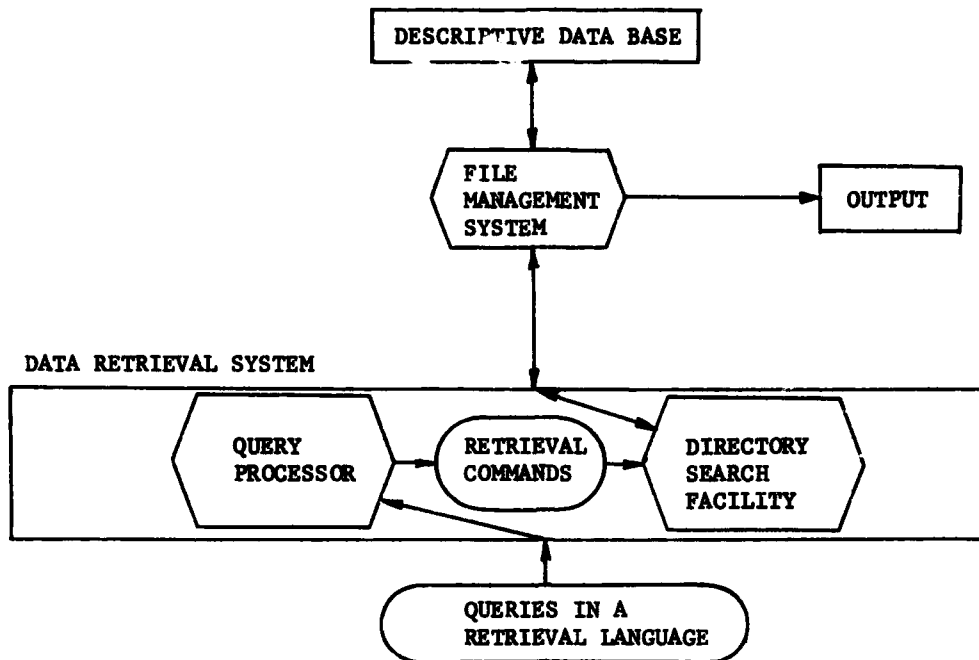 DESCRIPTIVE DATA BASE
FILE
MANAGEMENT
SYSTEM
OUTPUT
DATA RETRIEVAL SYSTEM
QUERY
PROCESSOR
RETRIEVAL
COMMANDS
DIRECTORY
SEARCH
FACILITY
QUERIES IN A
RETRIEVAL LANGUAGE